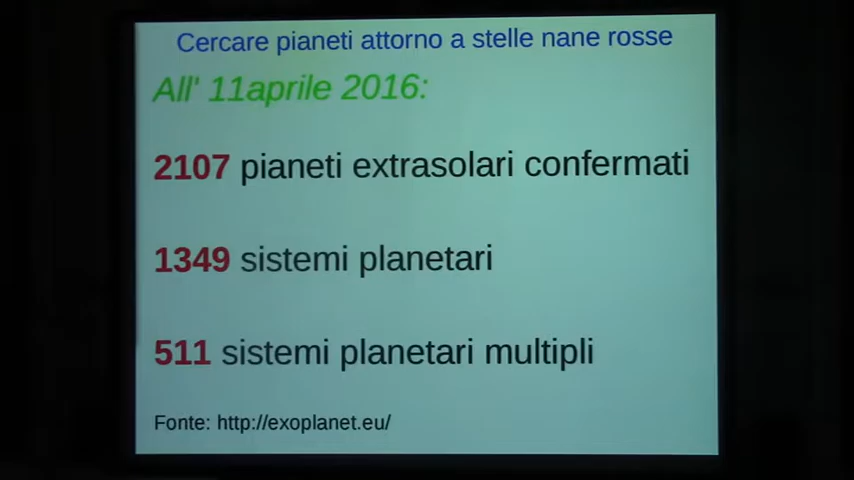 Cercare pianeti attorno a stelle nane rosse
All' 11aprile 2016:
2107 pianeti extrasolari confermati
1349 sistemi planetari
511 sistemi planetari multipli
Fonte: http://exoplanet.eu/